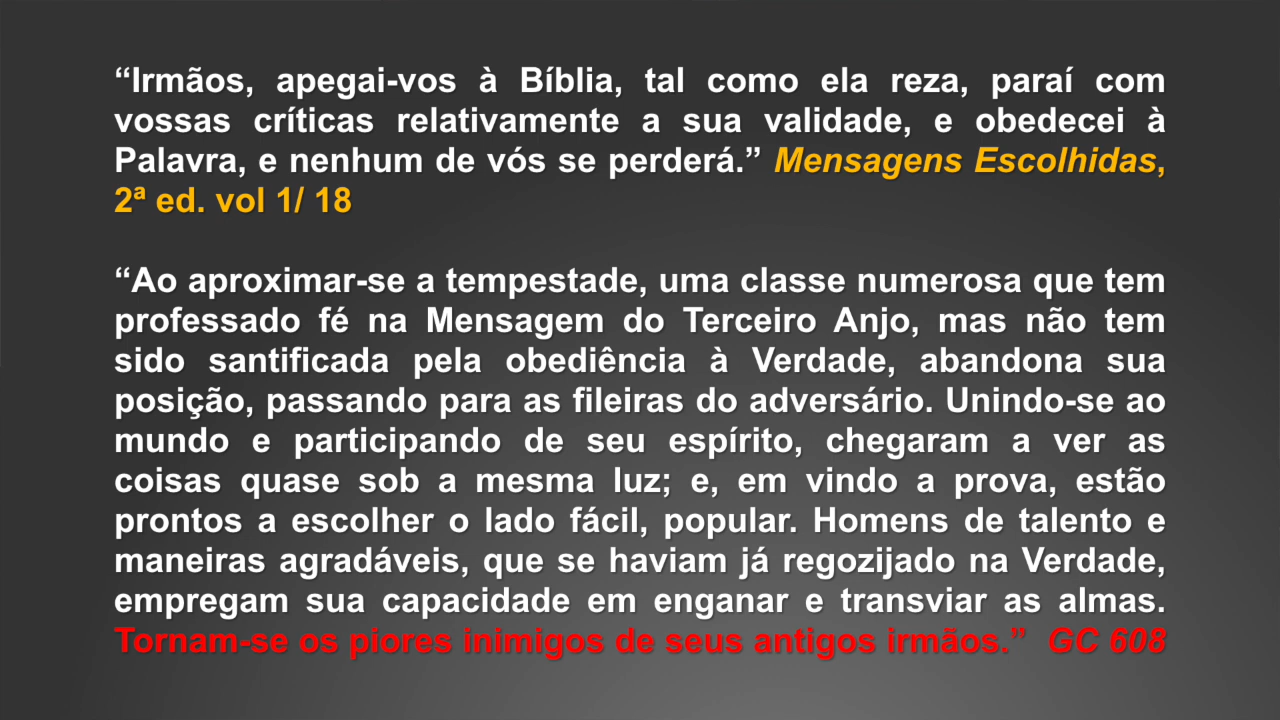 “Irmãos, apegai-vos à Bíblia, tal como ela reza, paraí com
vossas críticas relativamente a sua validade, e obedecei à
Palavra, e nenhum de vós se perderá.” Mensagens Escolhidas,
2ª ed. vol 1/ 18
“Ao aproximar-se a tempestade, uma classe numerosa que tem
professado fé na Mensagem do Terceiro Anjo, mas não tem
sido santificada pela obediência à Verdade, abandona sua
posição, passando para as fileiras do adversário. Unindo-se ao
mundo e participando de seu espírito, chegaram a ver as
coisas quase sob a mesma luz; e, em vindo a prova, estão
prontos a escolher o lado fácil, popular. Homens de talento e
maneiras agradáveis, que se haviam já regozijado na Verdade,
empregam sua capacidade em enganar e transviar as almas.
Tornam-se os piores inimigos de seus antigos irmãos.” GC 608